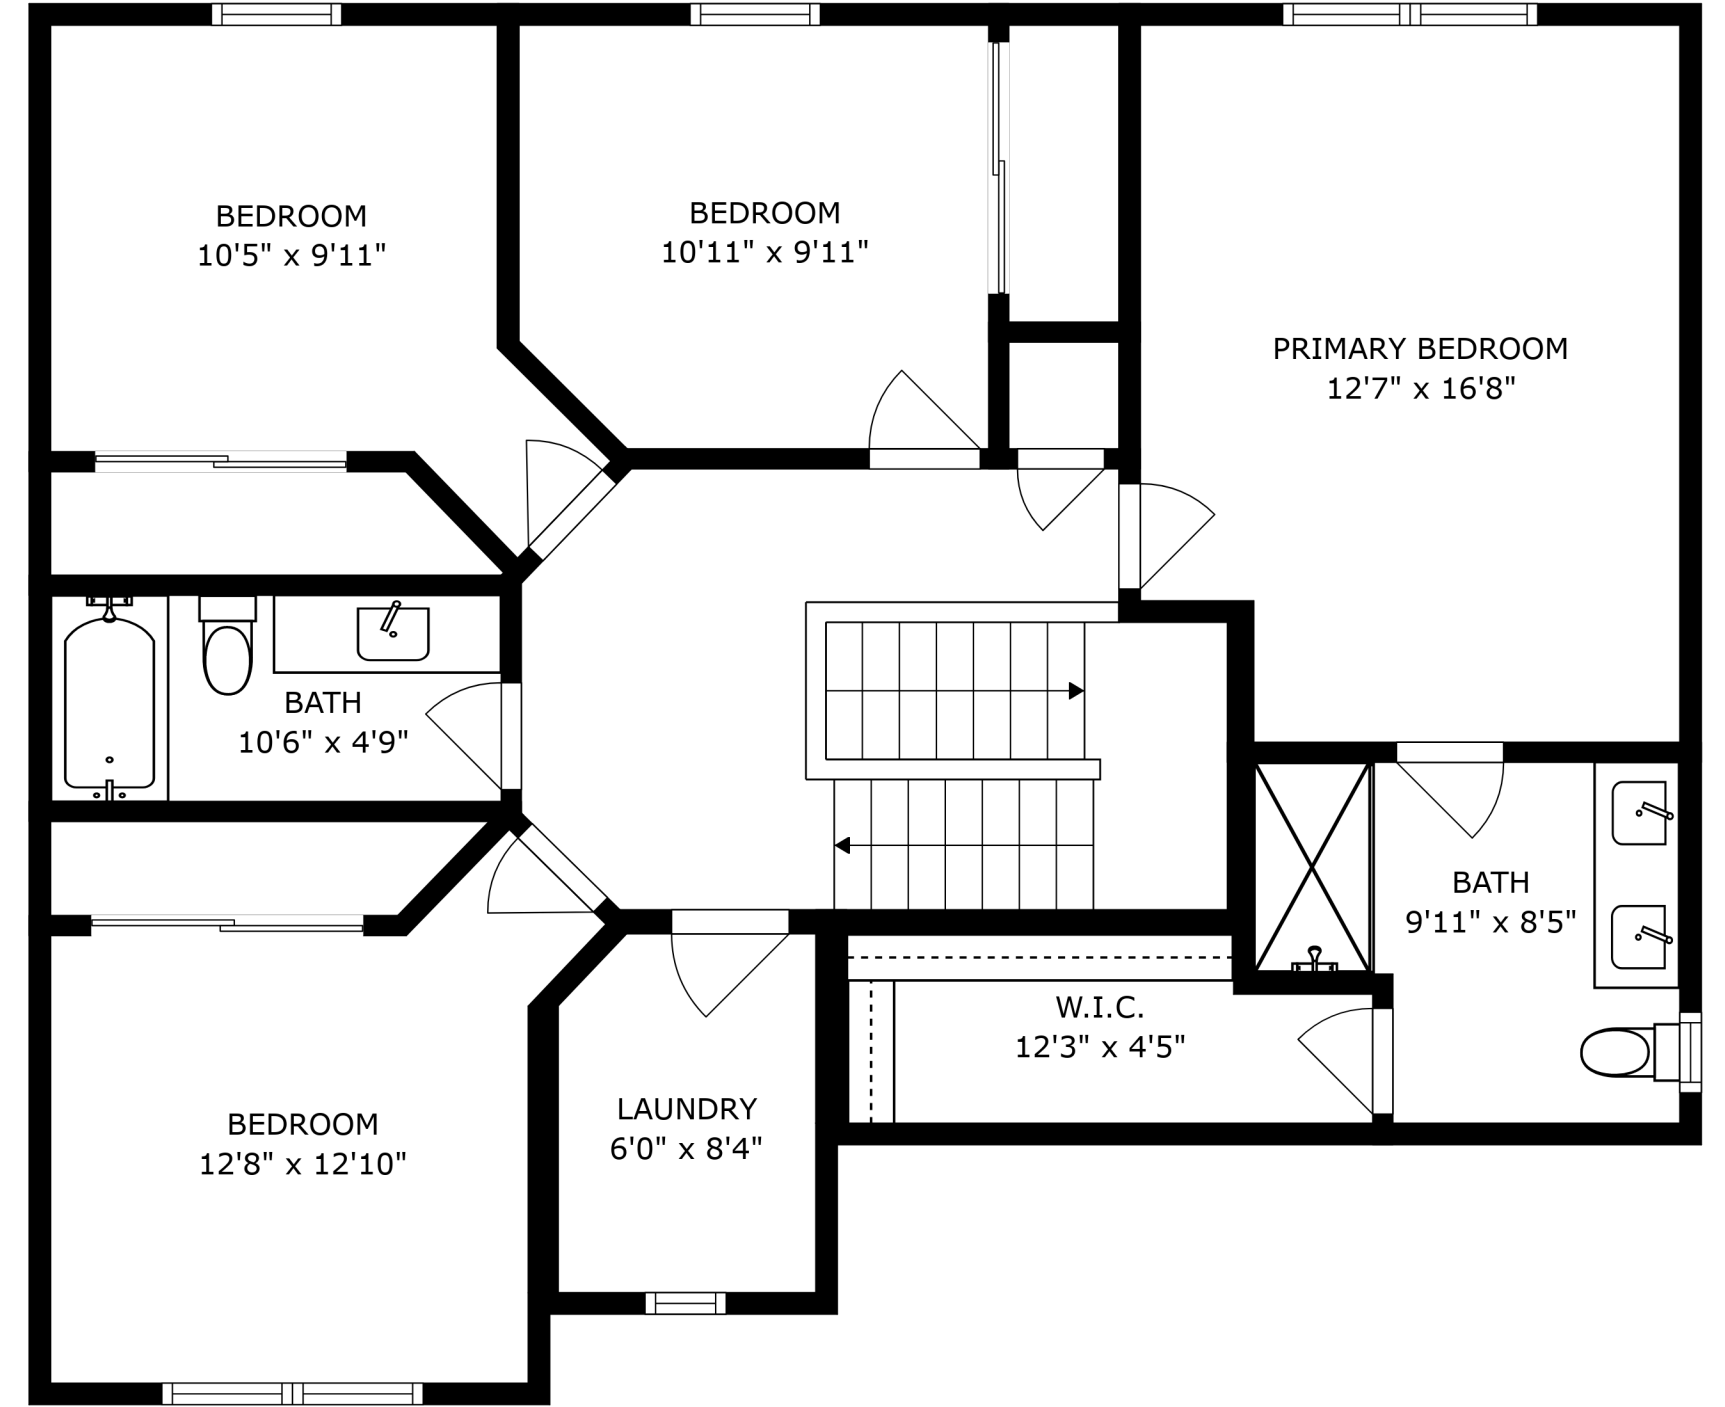 BEDROOM
10'5" x 9'11"
BEDROOM
10'11" x 9'11"
PRIMARY BEDROOM
12'7" x 16'8"
BATH
10'6" x 4'9"
BATH
9'11" x 8'5"
W.I.C.
12'3" x 4'5"
BEDROOM
12'8" x 12'10"
LAUNDRY
6'0" x 8'4"